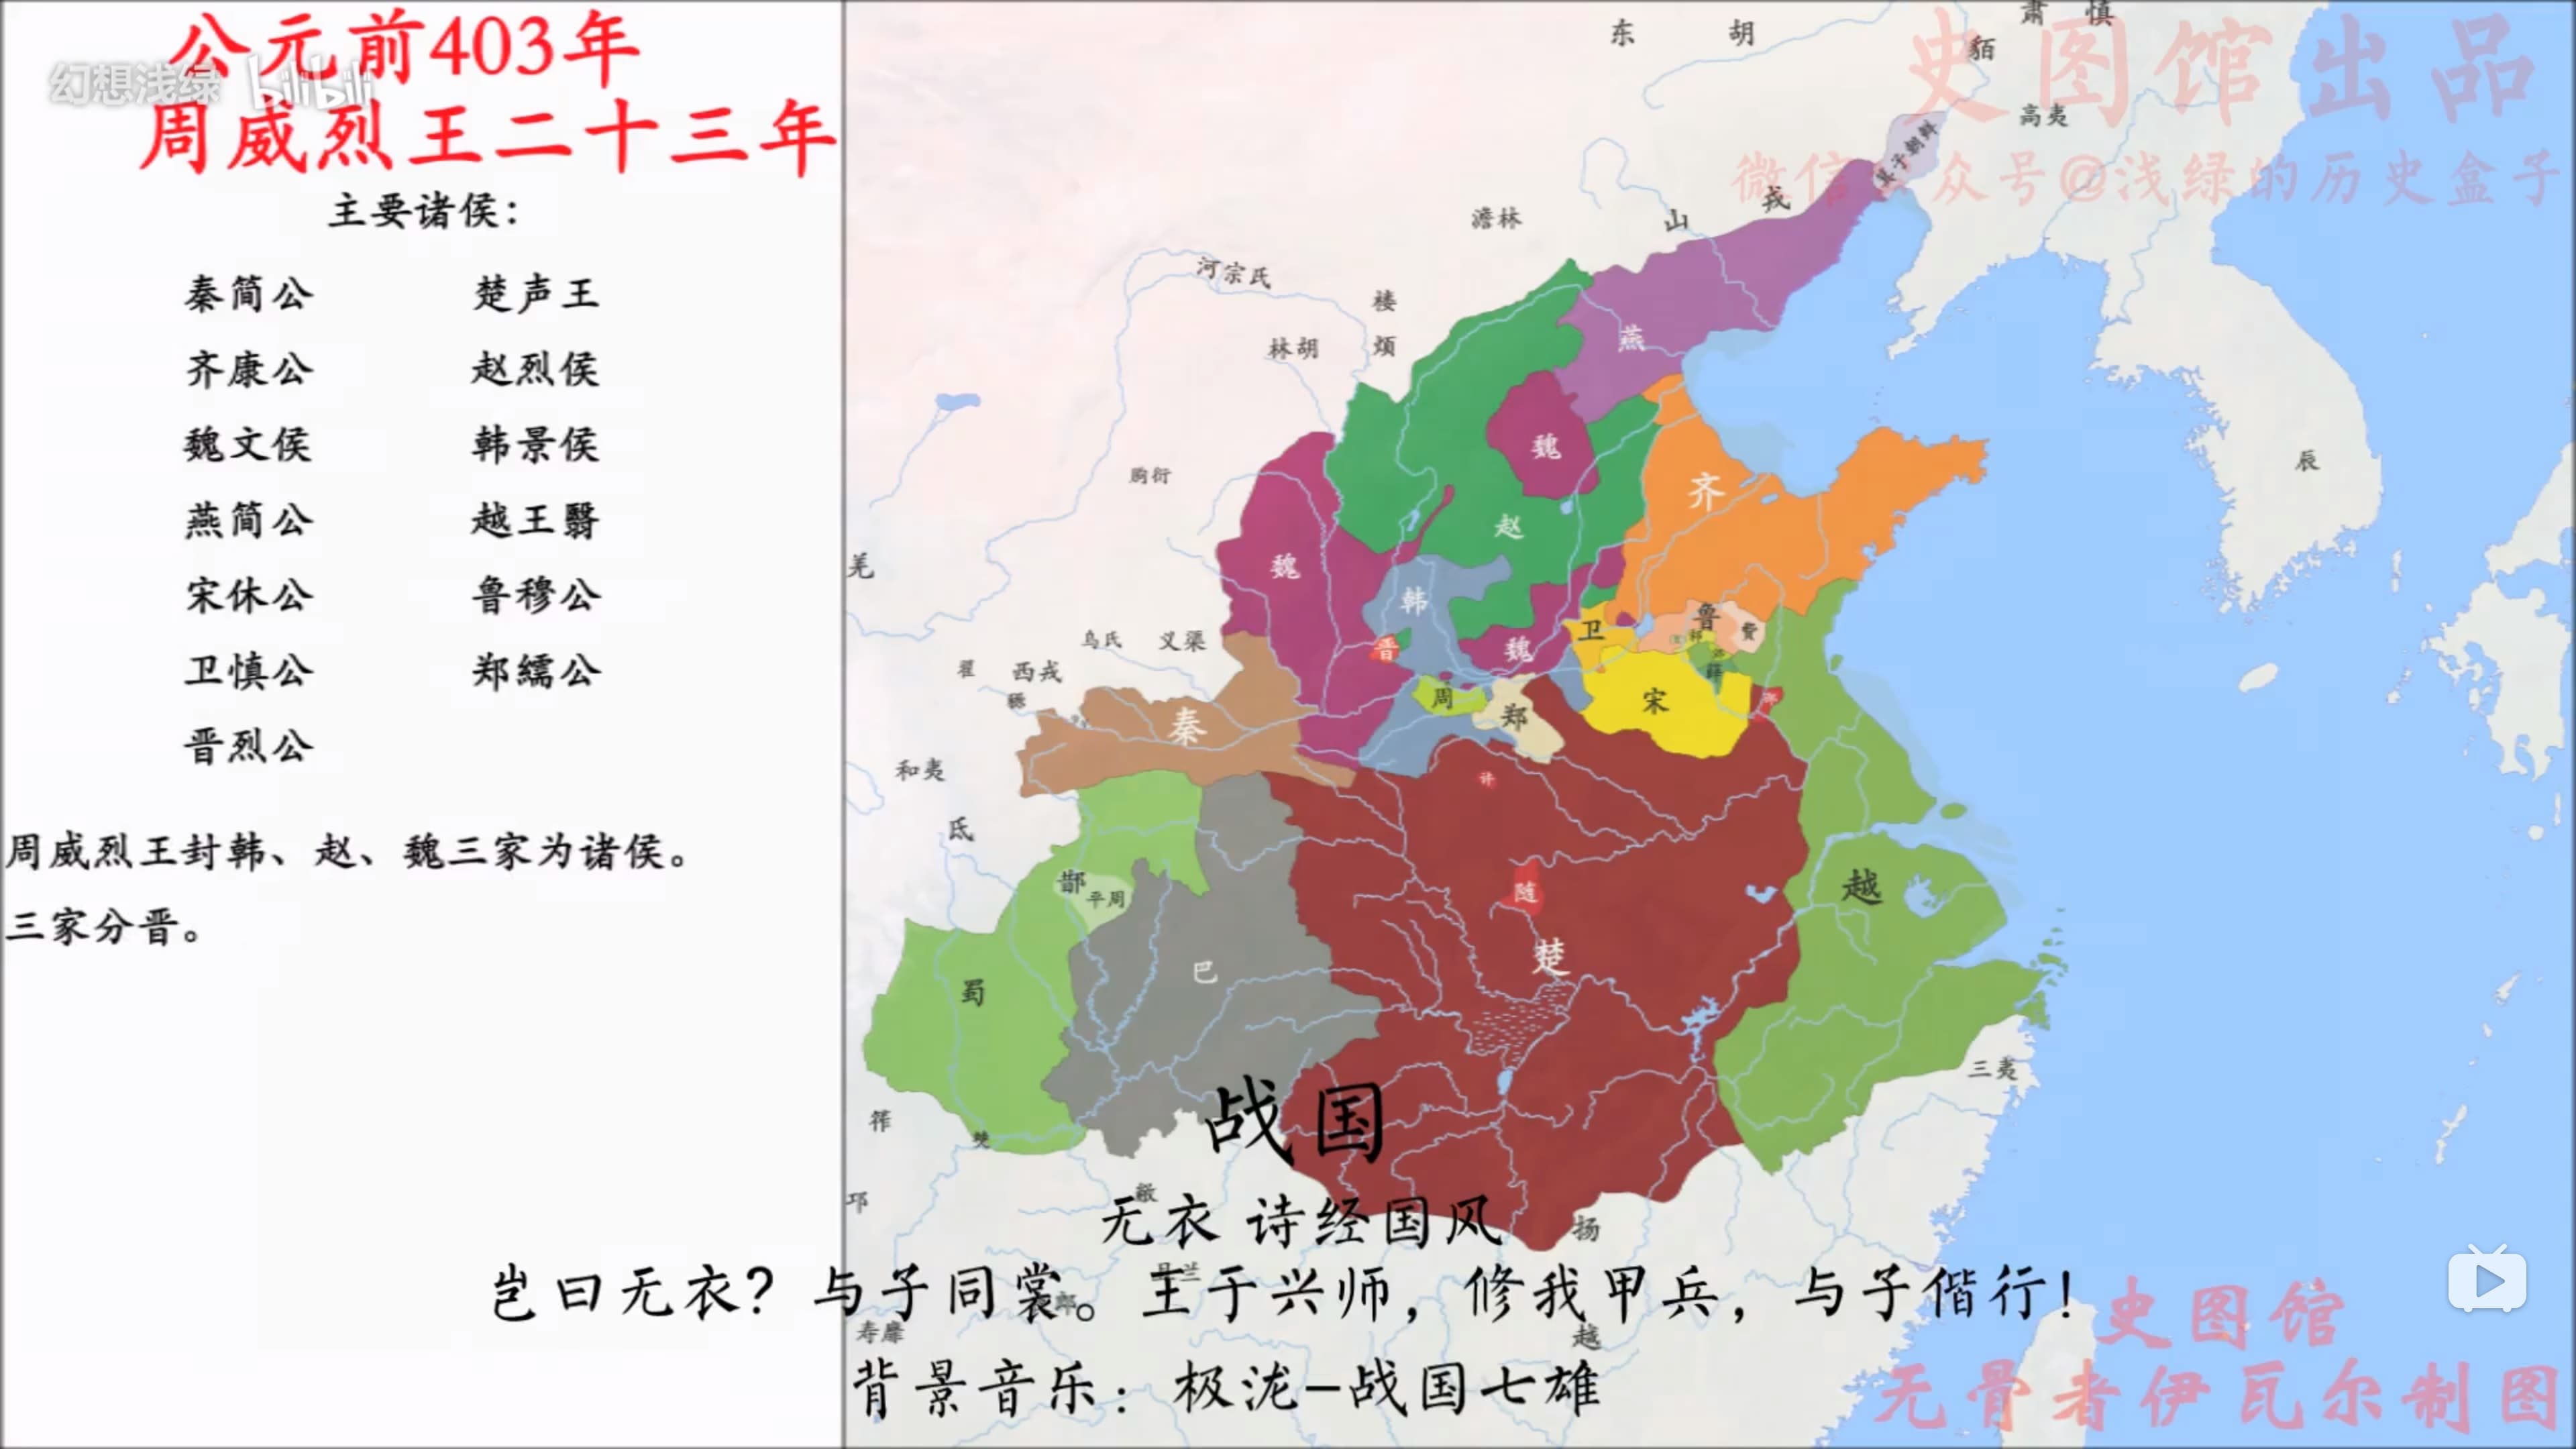 公元前403年
幻想浅绿 bilibili
周威烈王二十三年
主要诸侯：
秦简公 楚声王
齐康公 赵烈侯
魏文侯 韩景侯
燕简公 越王翳
宋休公 鲁穆公
卫慎公 郑繻公
晋烈公
周威烈王封韩、赵、魏三家为诸侯。
三家分晋。
肃 慎
东 胡
貊
史图馆出品
高夷
箕子朝鲜
微信 众号@浅绿的历史盒子
山 戎
澹林
河宗氏
楼
烦
林胡
燕
魏
辰
朐衍
齐
赵
羌
魏
韩
鲁
费
卫
邾
乌氏 义渠
晋
魏
翟 西戎
薛
周
宋
郑
秦
和夷
许
氐
蜀
平周
随
越
楚
巴
蜀
三夷
战国
筰
僰
邛
无衣 诗经国风
扬
岂曰无衣？与子同裳。王于兴师，修我甲兵，与子偕行！
寿靡
越
史图馆
背景音乐：极泷-战国七雄
无骨者伊瓦尔制图